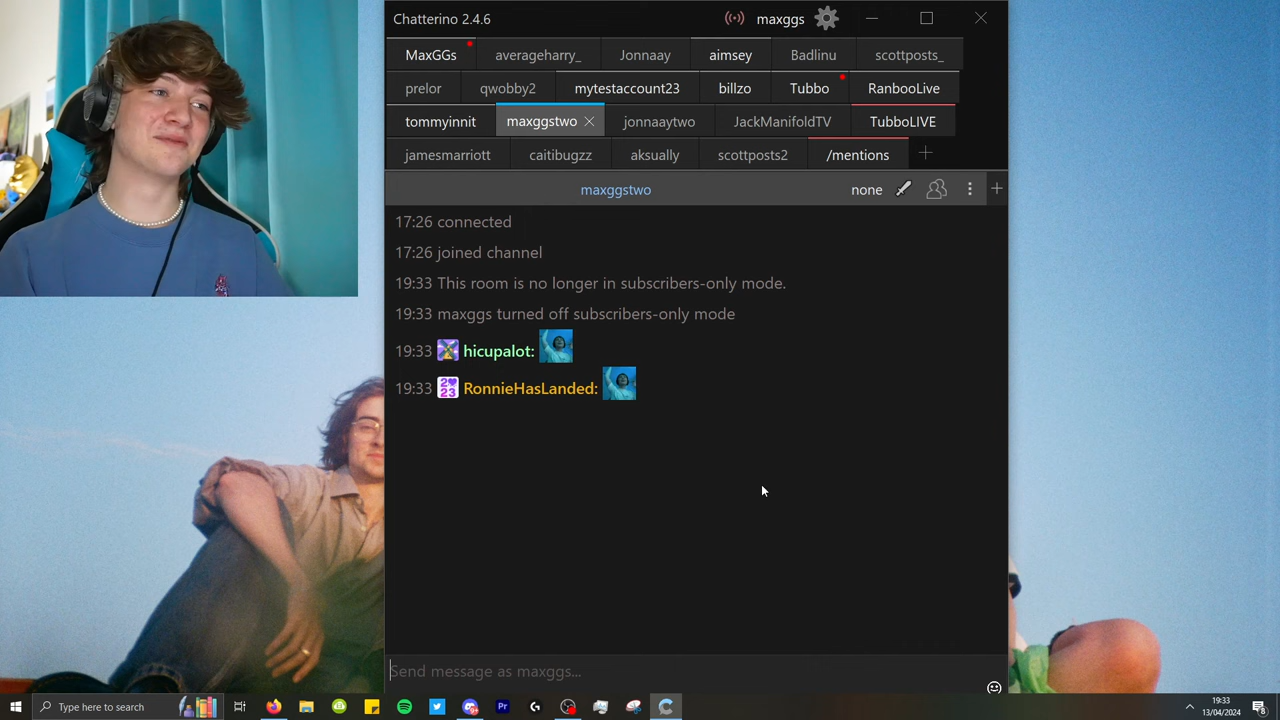 Chatterino 2.4.6
maxggs
MaxGGs averageharry_ Jonnaay aimsey Badlinu scottposts_
prelor qwobby2 mytestaccount23 billzo Tubbo RanbooLive
tommyinnit maxggstwo jonnaaytwo JackManifoldTV TubboLIVE
jamesmarriott caitibugzz aksually scottposts2 /mentions
maxggstwo none
17:26 connected
17:26 joined channel
19:33 This room is no longer in subscribers-only mode.
19:33 maxggs turned off subscribers-only mode
19:33 hicupalot:
19:33 2023 RonnieHasLanded:
Send message as maxggs...
Type here to search
Pr
19:33
13/04/2024
8